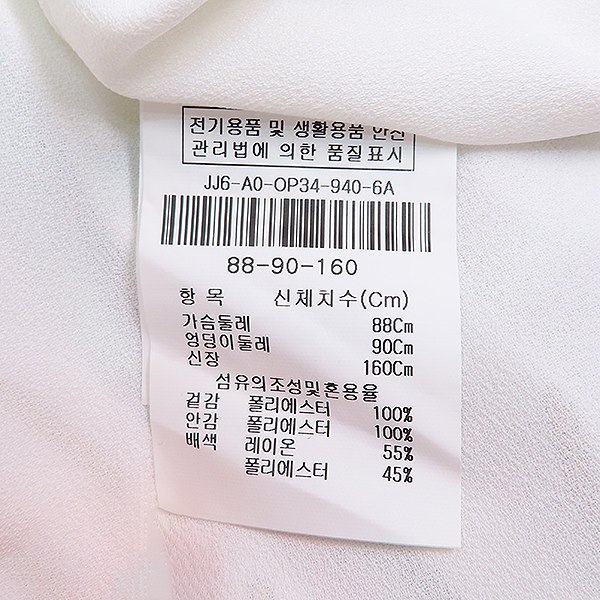 전기용품 및 생활용품 안전
관리법에 의한 품질표시
JJ6-A0-OP34-940-6A
88-90-160
항 목 신체치수(Cm)
가슴둘레 88Cm
엉덩이둘레 90Cm
신장 160Cm
섬유의조성및혼용율
겉감 폴리에스터 100%
안감 폴리에스터 100%
배색 레이온 55%
폴리에스터 45%